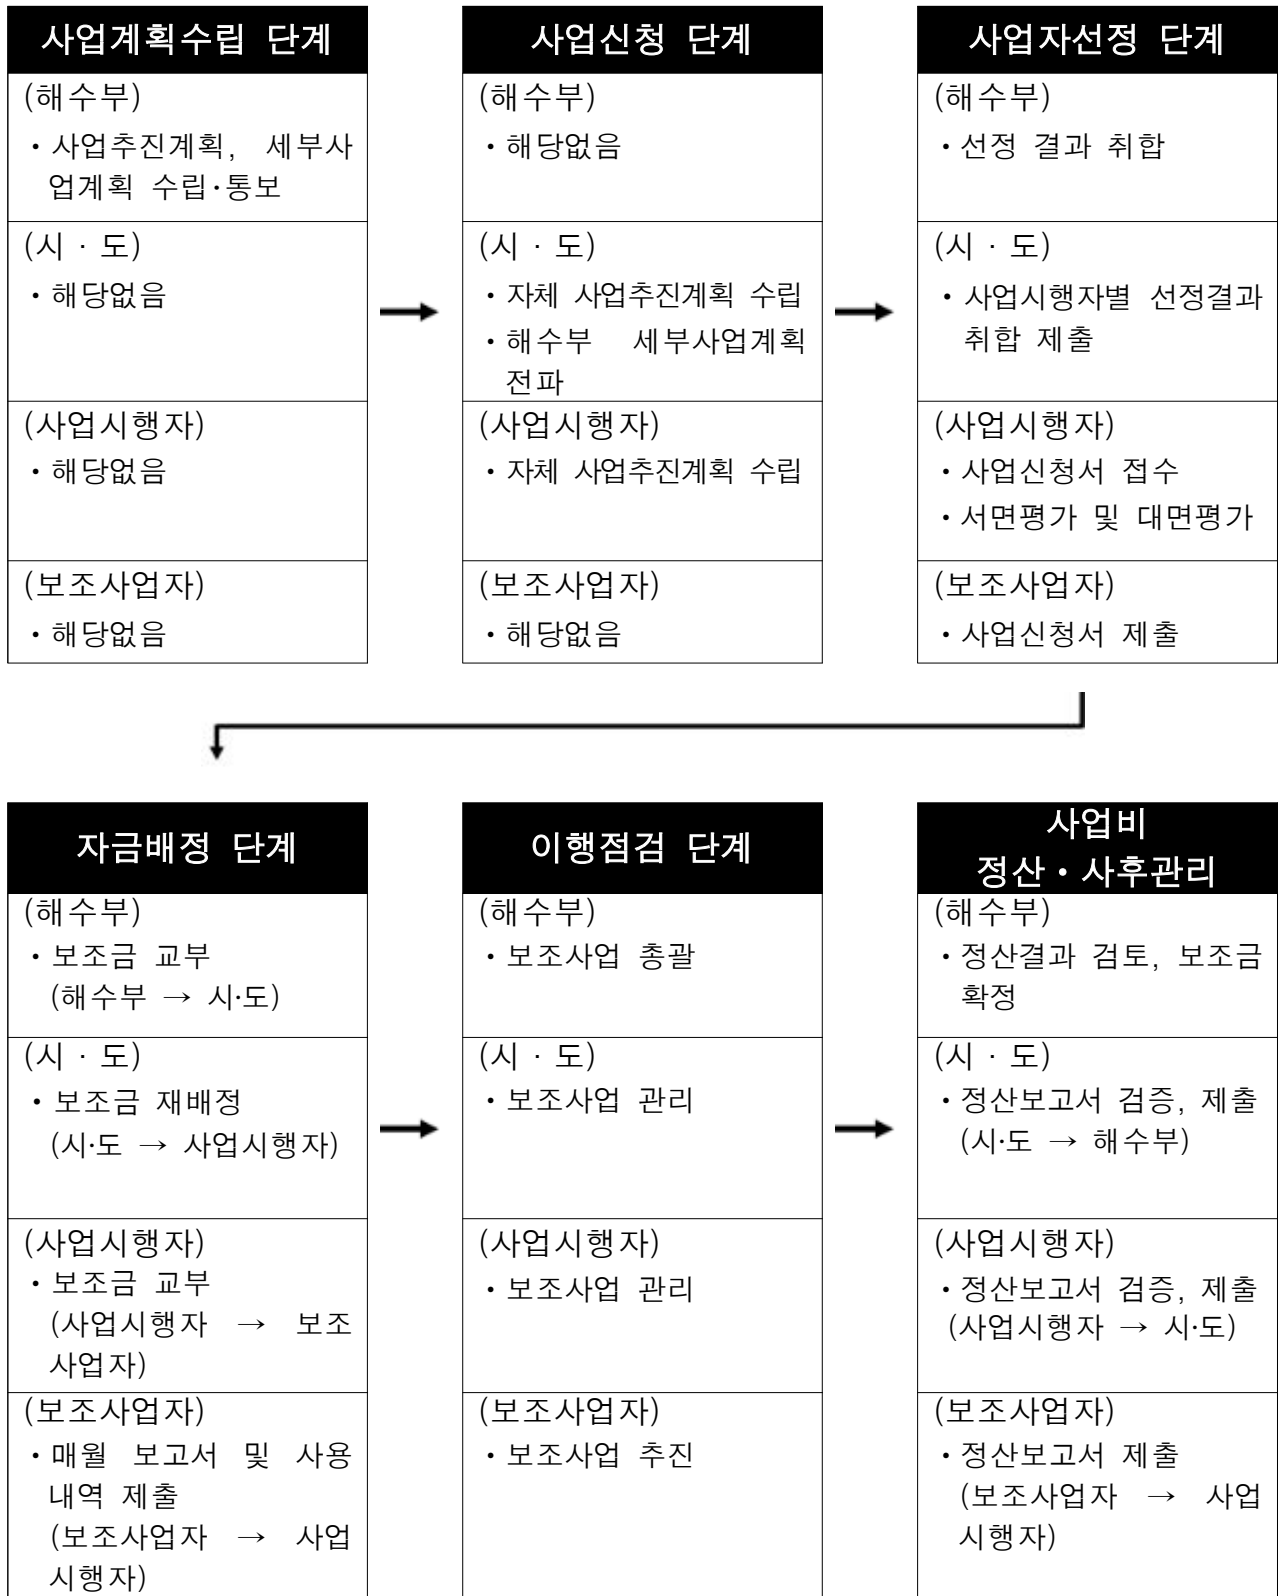 사업계획수립 단계
(해수부)
· 사업추진계획, 세부사
업계획 수립·통보
(시 · 도)
· 해당없음
(사업시행자)
· 해당없음
(보조사업자)
· 해당없음
사업신청 단계
(해수부)
· 해당없음
(시 · 도)
· 자체 사업추진계획 수립
· 해수부 세부사업계획
전파
(사업시행자)
· 자체 사업추진계획 수립
(보조사업자)
· 해당없음
사업자선정 단계
(해수부)
· 선정 결과 취합
(시 · 도)
· 사업시행자별 선정결과
취합 제출
(사업시행자)
· 사업신청서 접수
· 서면평가 및 대면평가
(보조사업자)
· 사업신청서 제출
자금배정 단계
(해수부)
· 보조금 교부
(해수부 → 시·도)
(시 · 도)
· 보조금 재배정
(시·도 → 사업시행자)
(사업시행자)
· 보조금 교부
(사업시행자 → 보조
사업자)
(보조사업자)
· 매월 보고서 및 사용
내역 제출
(보조사업자 → 사업
시행자)
이행점검 단계
(해수부)
· 보조사업 총괄
(시 · 도)
· 보조사업 관리
(사업시행자)
· 보조사업 관리
(보조사업자)
· 보조사업 추진
사업비
정산·사후관리
(해수부)
· 정산결과 검토, 보조금
확정
(시 · 도)
· 정산보고서 검증, 제출
(시·도 → 해수부)
(사업시행자)
· 정산보고서 검증, 제출
(사업시행자 → 시·도)
(보조사업자)
· 정산보고서 제출
(보조사업자 → 사업
시행자)